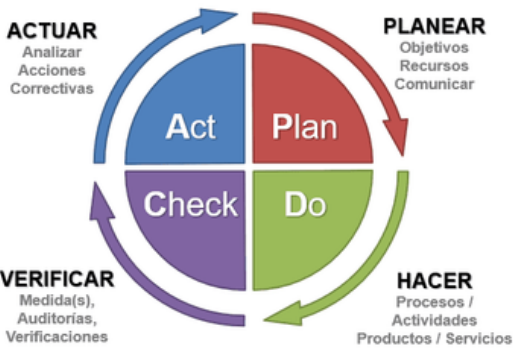 ACTUAR
Analizar
Acciones
Correctivas
PLANEAR
Objetivos
Recursos
Comunicar
Act
Plan
Check
Do
VERIFICAR
Medida(s),
Auditorías,
Verificaciones
HACER
Procesos /
Actividades
Productos / Servicios